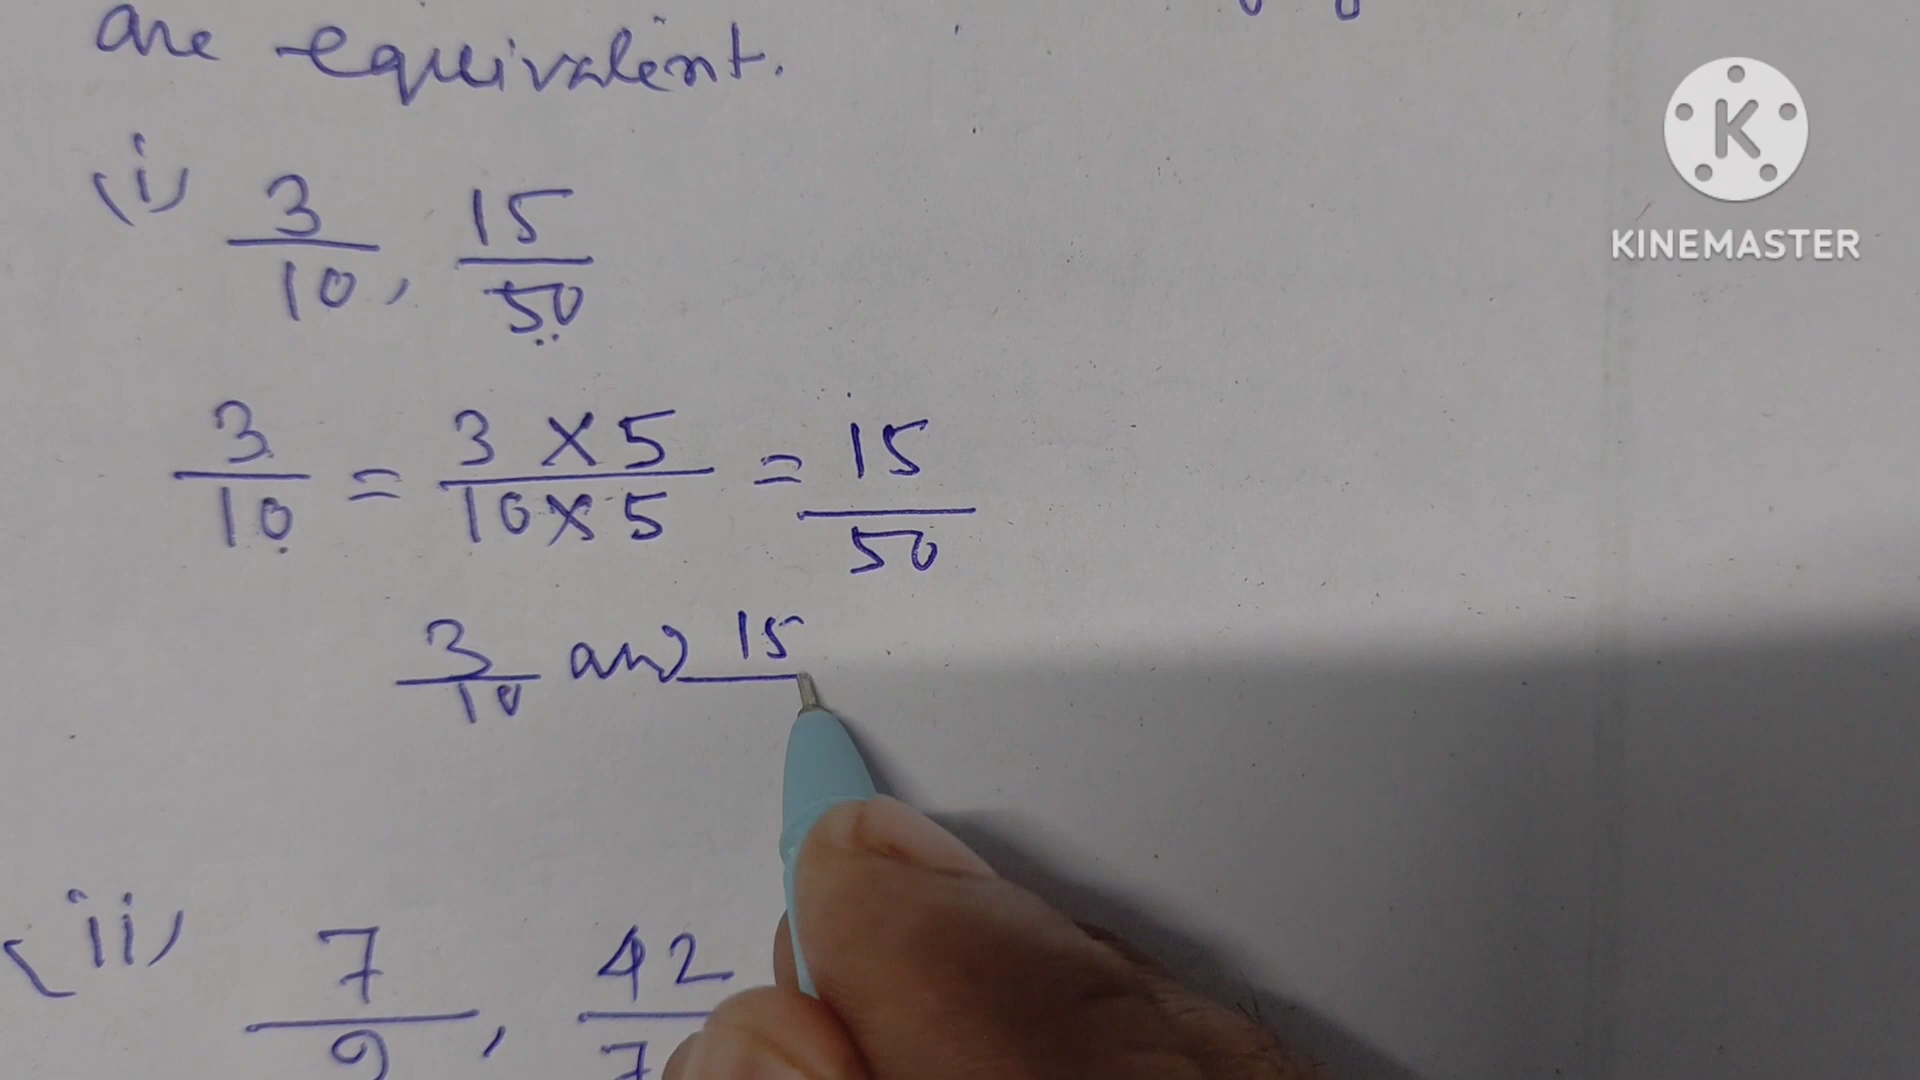 are equivalent.
(i) 3/10, 15/50
3/10 = 3 × 5/10 × 5 = 15/50
3/10 and 15
(ii) 7/9, 42/7
KINEMASTER